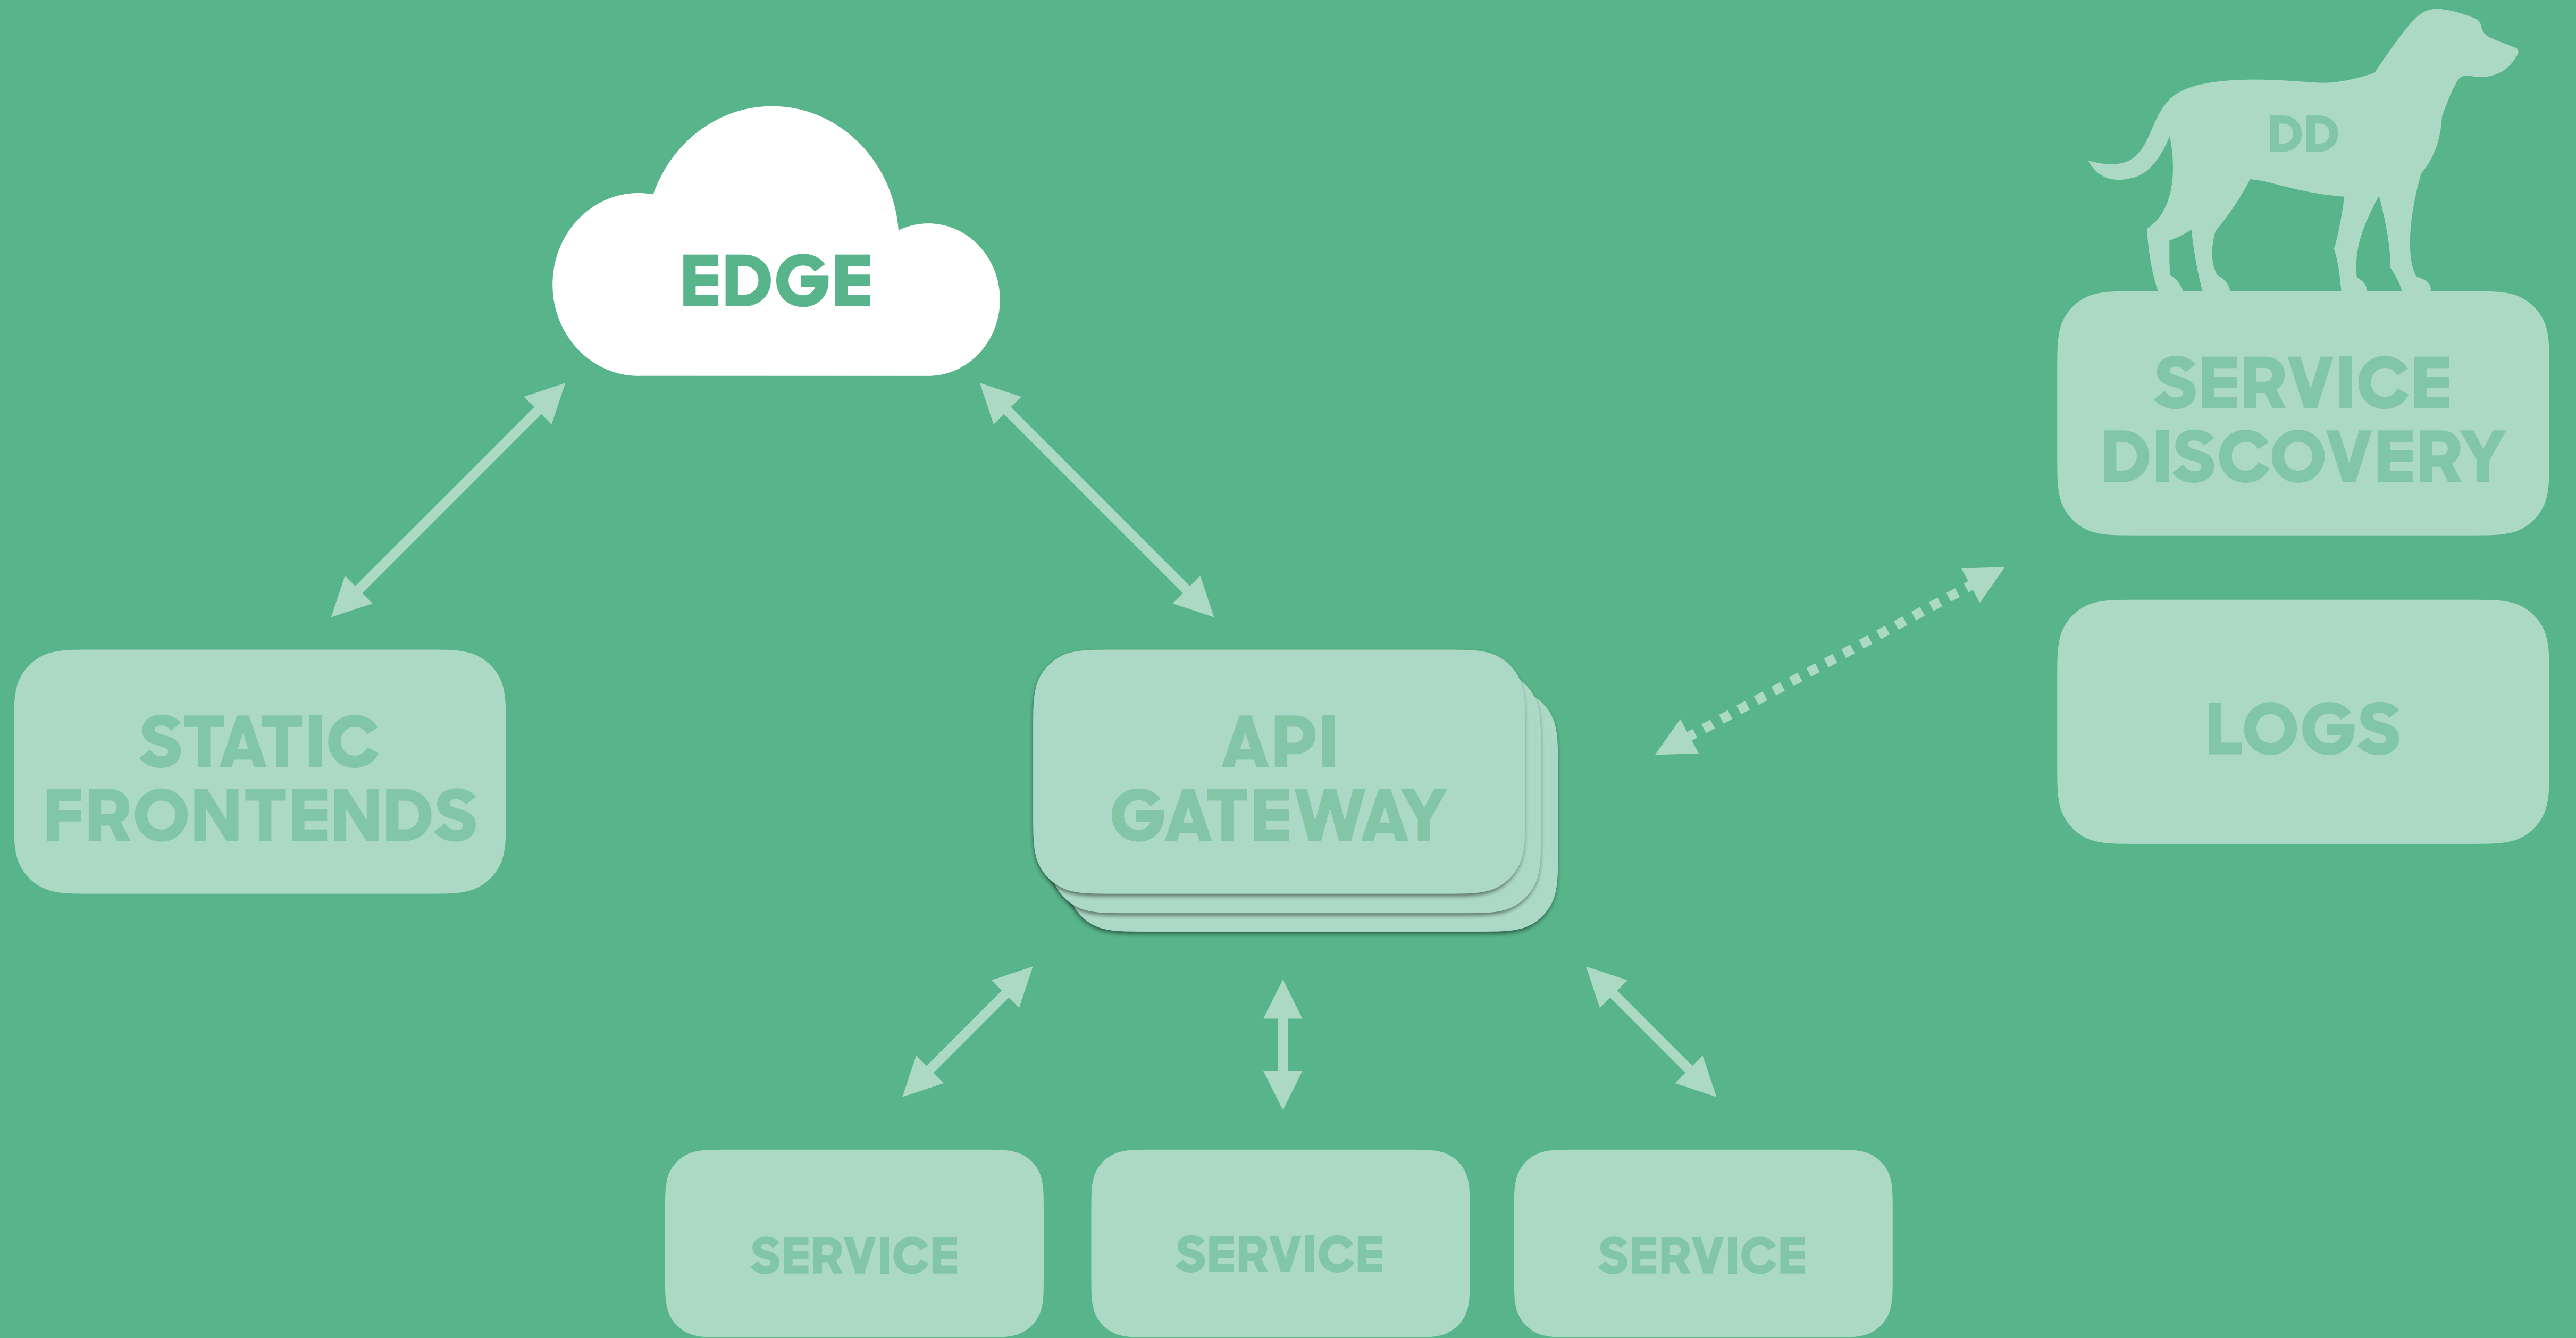 DD
EDGE
SERVICE
DISCOVERY
STATIC
FRONTENDS
API
GATEWAY
LOGS
SERVICE
SERVICE
SERVICE